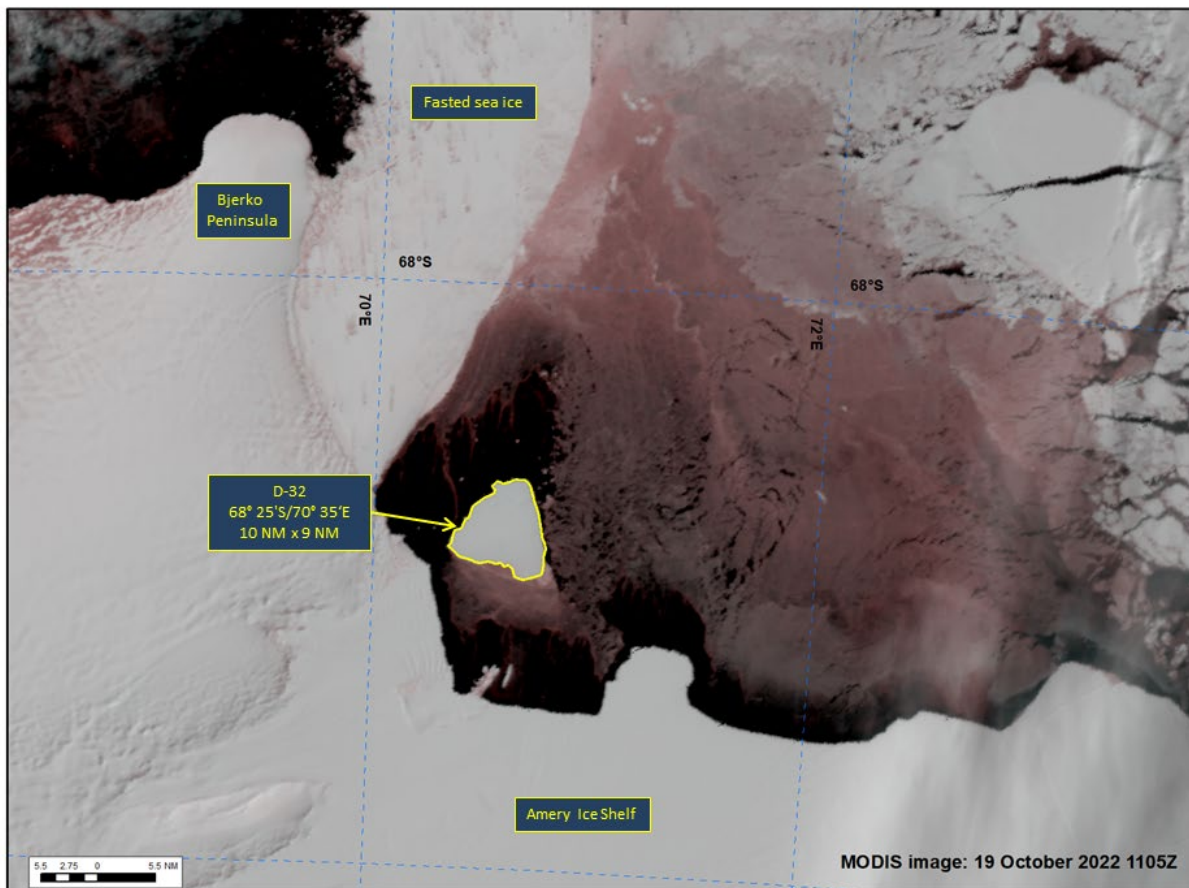 Fasted sea ice
Bjerko
Peninsula
68°S
70°E
68°S
72°E
D-32
68° 25'S/70° 35'E
10 NM x 9 NM
Amery Ice Shelf
5.5 2.75 0 5.5 NM
MODIS image: 19 October 2022 1105Z